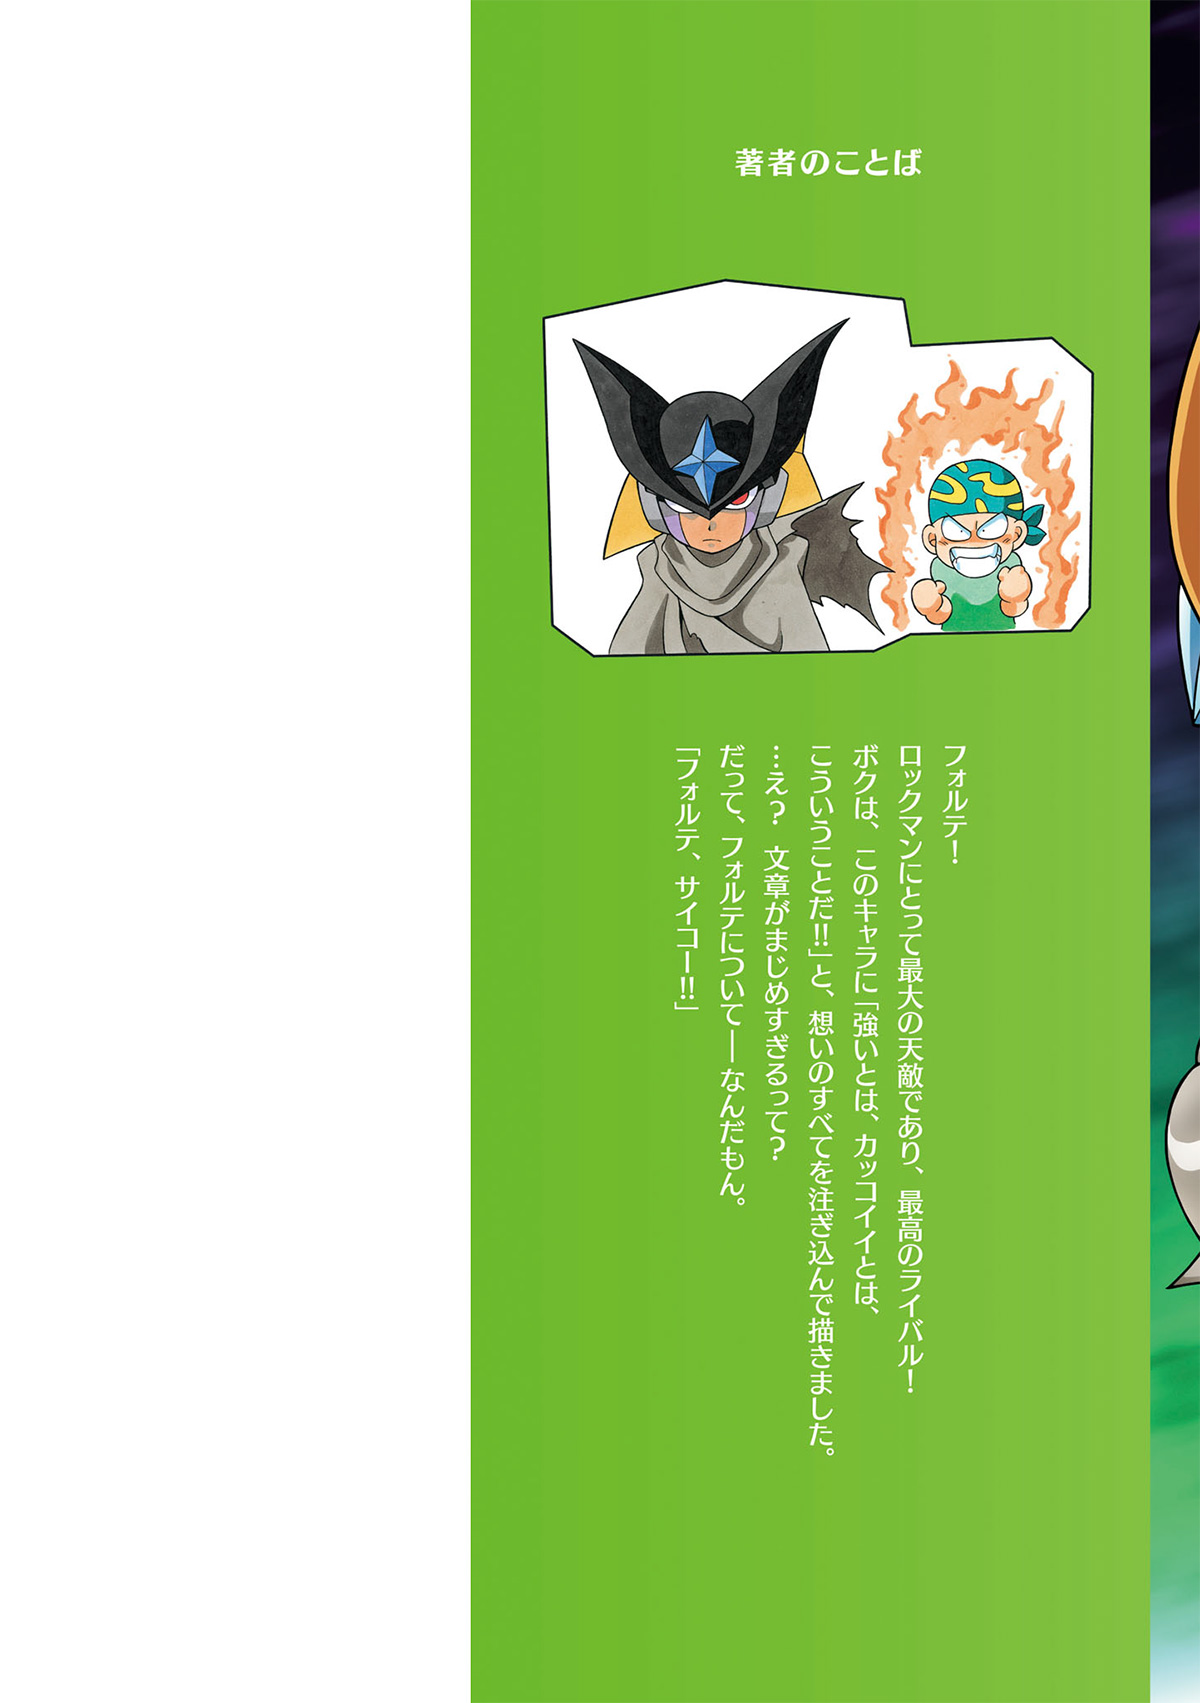 著者のことば
フォルテ！
ロックマンにとって最大の天敵であり、最高のライバル！
ボクは、このキャラに「強いとは、カッコイイとは、
こういうことだ!!」と、想いのすべてを注ぎ込んで描きました。
…え？　文章がまじめすぎるって？
だって、フォルテについてーなんだもん。
「フォルテ、サイコー!!」